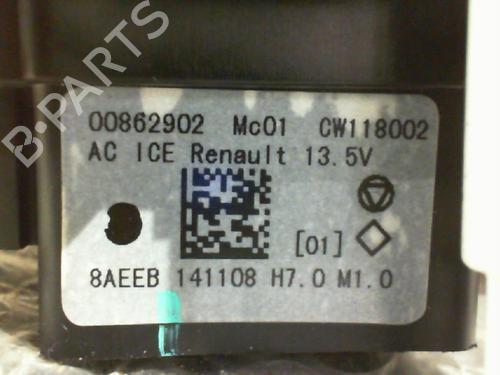 B-PARTS
00862902 Mc01 CW118002
AC ICE Renault 13.5V
[01]
8AEEB 141108 H7.0 M1.0